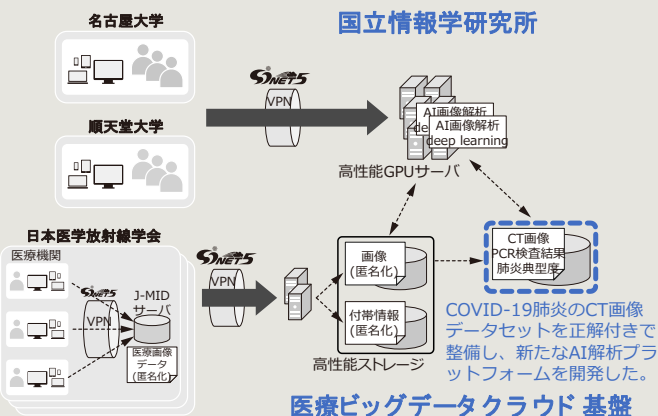 名古屋大学
国立情報学研究所
SINET5
VPN
順天堂大学
AI画像解析
de
AI画像解析
deep learning
高性能GPUサーバ
日本医学放射線学会
医療機関
SINET5
VPN
J-MID
サーバ
医療画像
データ
(匿名化)
SINET5
VPN
画像
(匿名化)
付帯情報
(匿名化)
高性能ストレージ
CT画像
PCR検査結果
肺炎典型度
COVID-19肺炎のCT画像
データセットを正解付きで
整備し、新たなAI解析プラ
ットフォームを開発した。
医療ビッグデータクラウド 基盤